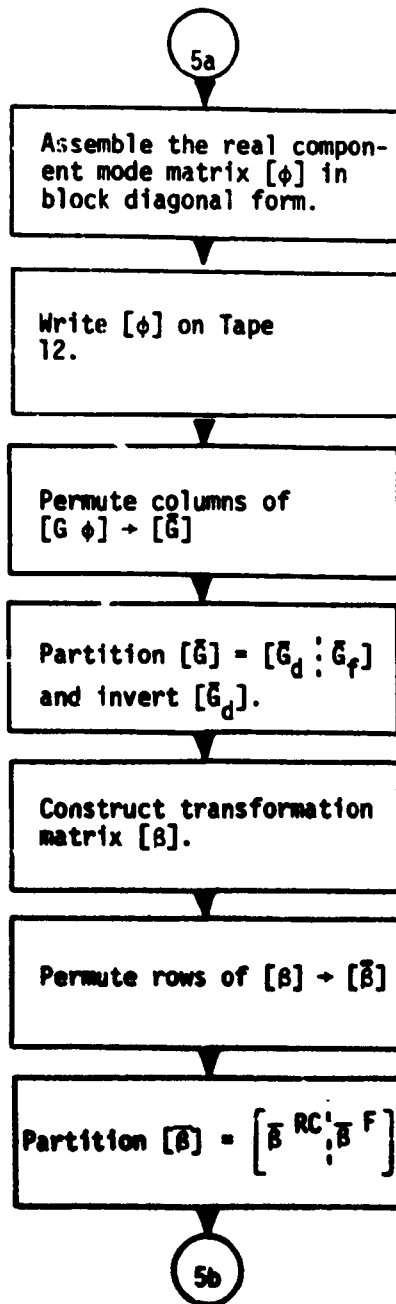 5a
Assemble the real compon-
ent mode matrix [ϕ] in
block diagonal form.
Write [ϕ] on Tape
12.
Permute columns of
[G ϕ] → [Ḡ]
Partition [Ḡ] = [Ḡd ¦ Ḡf]
and invert [Ḡd].
Construct transformation
matrix [β].
Permute rows of [β] → [β̄]
Partition [β̄] = [β̄ RC ¦ β̄ F]
5b